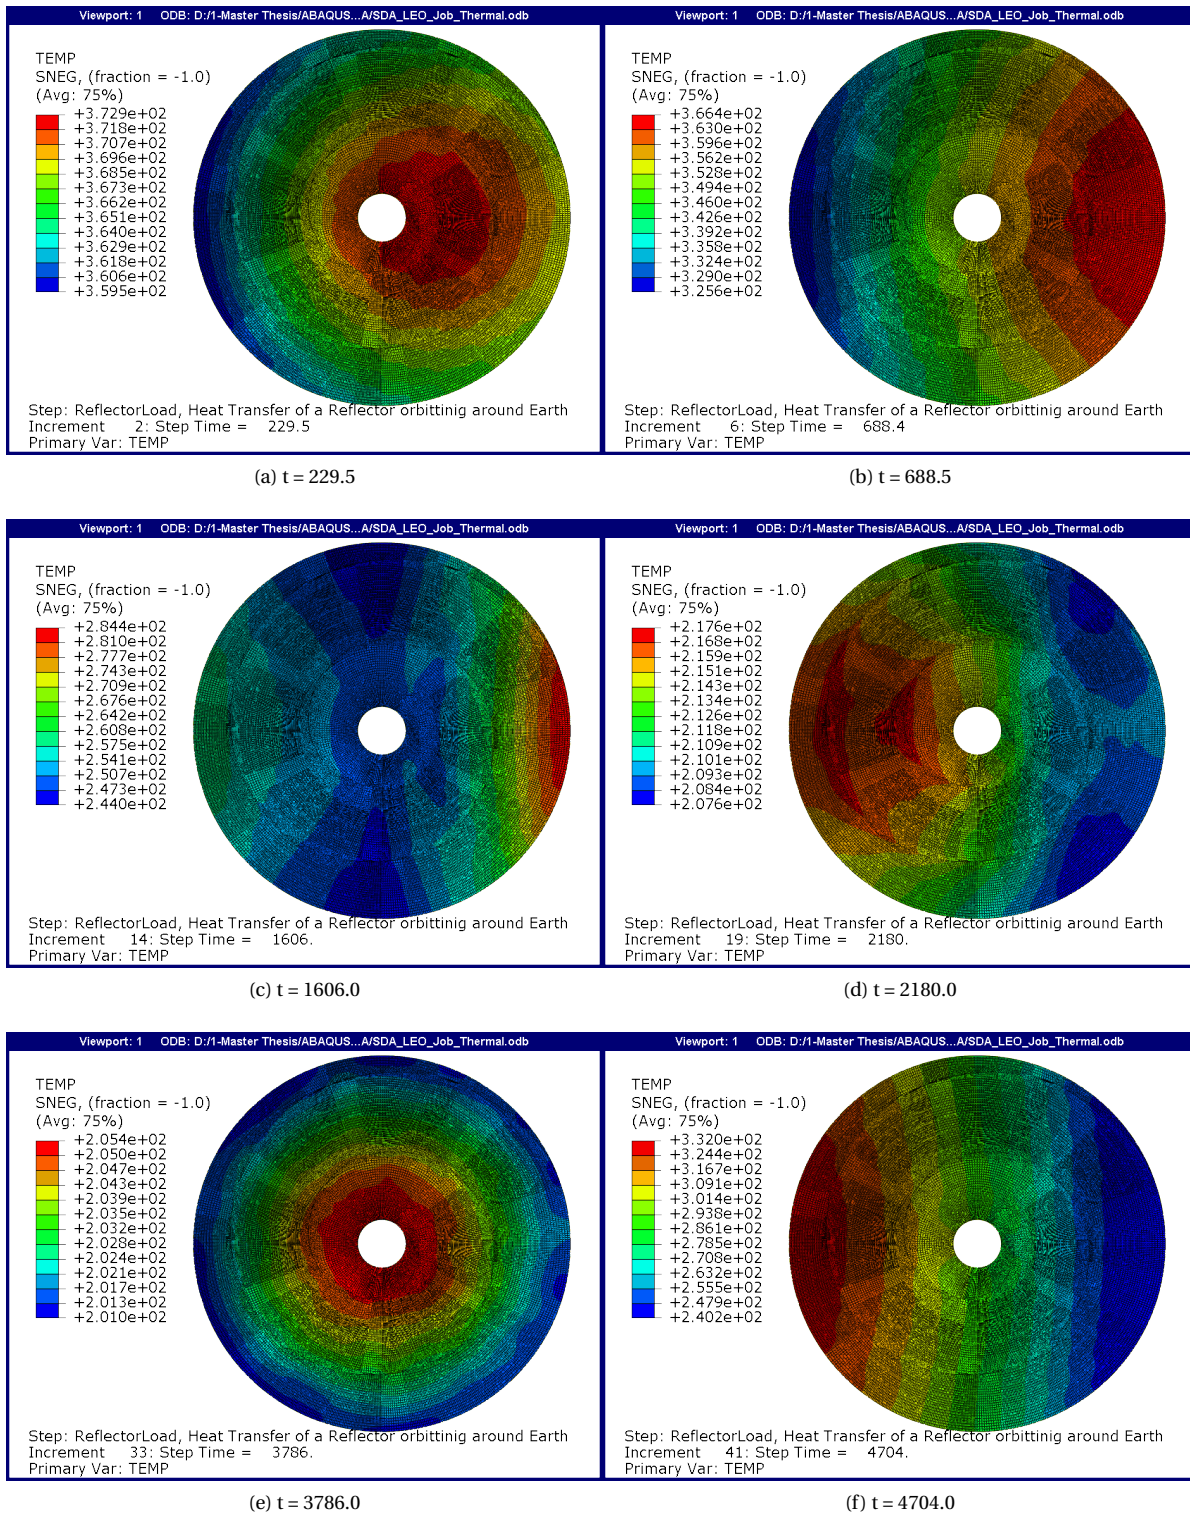 Viewport: 1 ODB: D:/1-Master Thesis/ABAQUS...A/SDA_LEO_Job_Thermal.odb
TEMP
SNEG, (fraction = -1.0)
(Avg: 75%)
+3.729e+02
+3.718e+02
+3.707e+02
+3.696e+02
+3.685e+02
+3.673e+02
+3.662e+02
+3.651e+02
+3.640e+02
+3.629e+02
+3.618e+02
+3.606e+02
+3.595e+02
Step: ReflectorLoad, Heat Transfer of a Reflector orbittinig around Earth
Increment 2: Step Time = 229.5
Primary Var: TEMP
(a) t = 229.5
Viewport: 1 ODB: D:/1-Master Thesis/ABAQUS...A/SDA_LEO_Job_Thermal.odb
TEMP
SNEG, (fraction = -1.0)
(Avg: 75%)
+3.664e+02
+3.630e+02
+3.596e+02
+3.562e+02
+3.528e+02
+3.494e+02
+3.460e+02
+3.426e+02
+3.392e+02
+3.358e+02
+3.324e+02
+3.290e+02
+3.256e+02
Step: ReflectorLoad, Heat Transfer of a Reflector orbittinig around Earth
Increment 6: Step Time = 688.4
Primary Var: TEMP
(b) t = 688.5
Viewport: 1 ODB: D:/1-Master Thesis/ABAQUS...A/SDA_LEO_Job_Thermal.odb
TEMP
SNEG, (fraction = -1.0)
(Avg: 75%)
+2.844e+02
+2.810e+02
+2.777e+02
+2.743e+02
+2.709e+02
+2.676e+02
+2.642e+02
+2.608e+02
+2.575e+02
+2.541e+02
+2.507e+02
+2.473e+02
+2.440e+02
Step: ReflectorLoad, Heat Transfer of a Reflector orbittinig around Earth
Increment 14: Step Time = 1606.
Primary Var: TEMP
(c) t = 1606.0
Viewport: 1 ODB: D:/1-Master Thesis/ABAQUS...A/SDA_LEO_Job_Thermal.odb
TEMP
SNEG, (fraction = -1.0)
(Avg: 75%)
+2.176e+02
+2.168e+02
+2.159e+02
+2.151e+02
+2.143e+02
+2.134e+02
+2.126e+02
+2.118e+02
+2.109e+02
+2.101e+02
+2.093e+02
+2.084e+02
+2.076e+02
Step: ReflectorLoad, Heat Transfer of a Reflector orbittinig around Earth
Increment 19: Step Time = 2180.
Primary Var: TEMP
(d) t = 2180.0
Viewport: 1 ODB: D:/1-Master Thesis/ABAQUS...A/SDA_LEO_Job_Thermal.odb
TEMP
SNEG, (fraction = -1.0)
(Avg: 75%)
+2.054e+02
+2.050e+02
+2.047e+02
+2.043e+02
+2.039e+02
+2.035e+02
+2.032e+02
+2.028e+02
+2.024e+02
+2.021e+02
+2.017e+02
+2.013e+02
+2.010e+02
Step: ReflectorLoad, Heat Transfer of a Reflector orbittinig around Earth
Increment 33: Step Time = 3786.
Primary Var: TEMP
(e) t = 3786.0
Viewport: 1 ODB: D:/1-Master Thesis/ABAQUS...A/SDA_LEO_Job_Thermal.odb
TEMP
SNEG, (fraction = -1.0)
(Avg: 75%)
+3.320e+02
+3.244e+02
+3.167e+02
+3.091e+02
+3.014e+02
+2.938e+02
+2.861e+02
+2.785e+02
+2.708e+02
+2.632e+02
+2.555e+02
+2.479e+02
+2.402e+02
Step: ReflectorLoad, Heat Transfer of a Reflector orbittinig around Earth
Increment 41: Step Time = 4704.
Primary Var: TEMP
(f) t = 4704.0